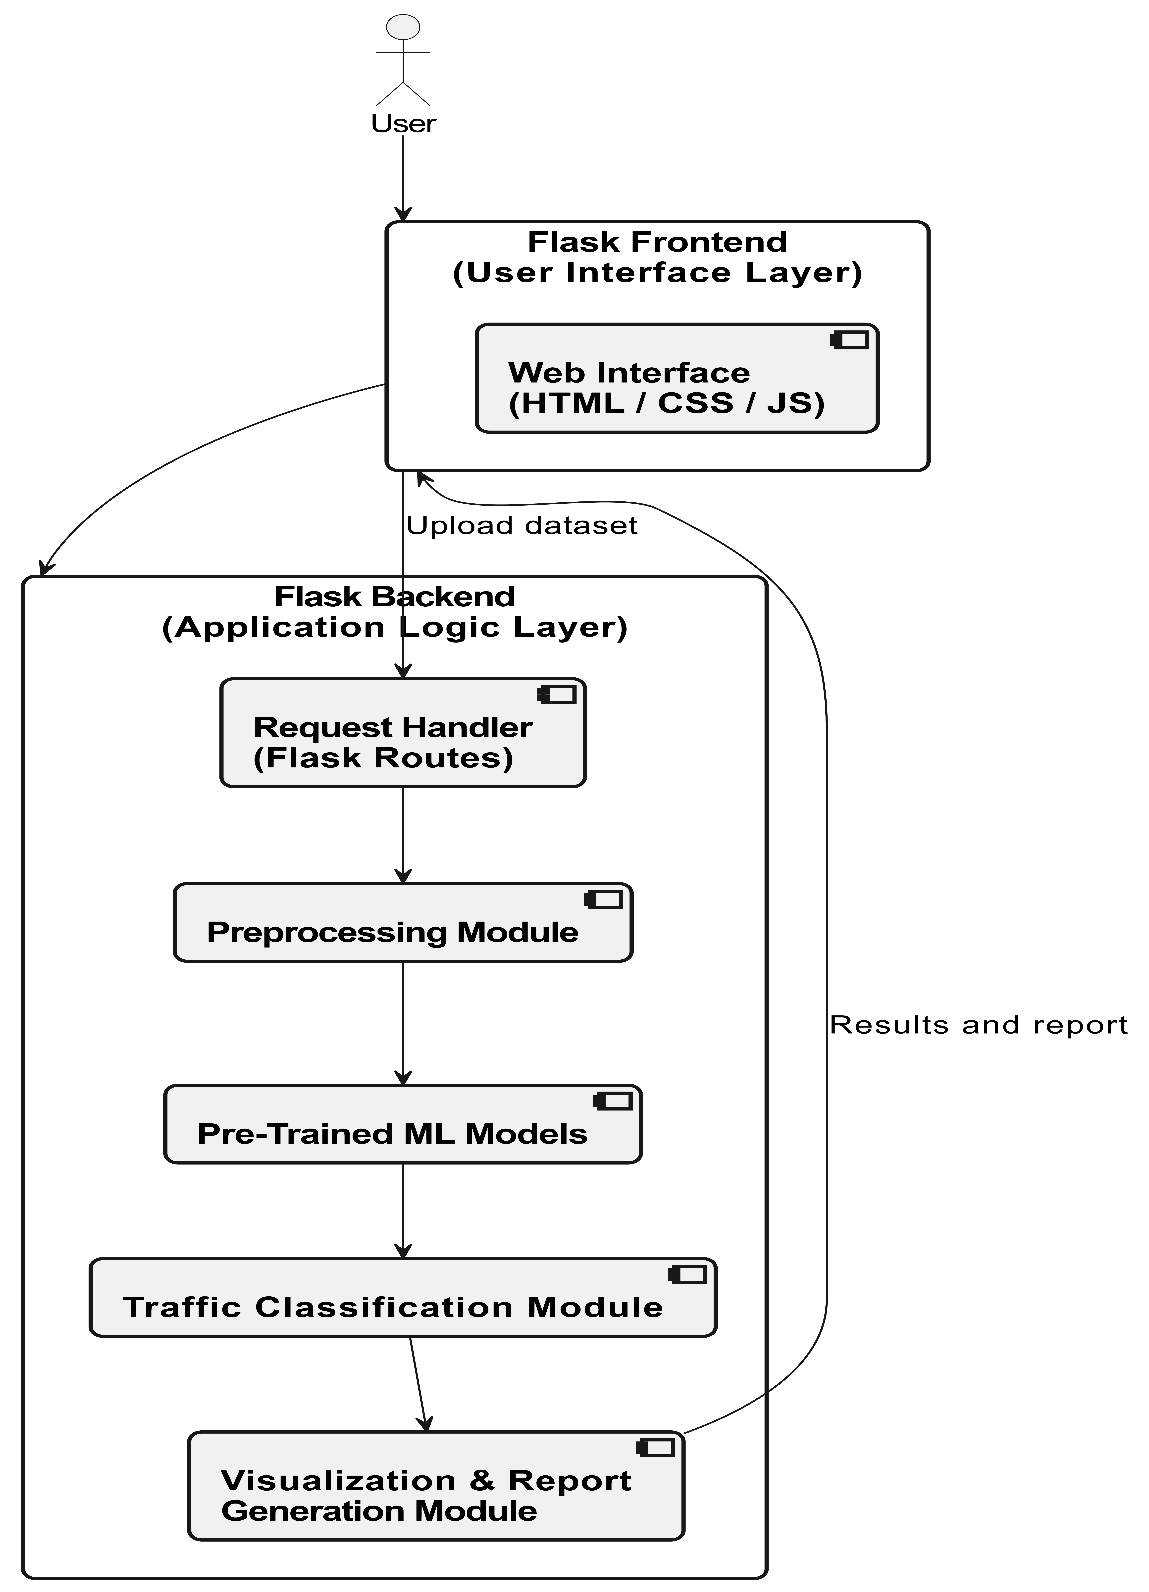 User
Flask Frontend
(User Interface Layer)
Web Interface
(HTML / CSS / JS)
Upload dataset
Flask Backend
(Application Logic Layer)
Request Handler
(Flask Routes)
Preprocessing Module
Results and report
Pre-Trained ML Models
Traffic Classification Module
Visualization & Report
Generation Module